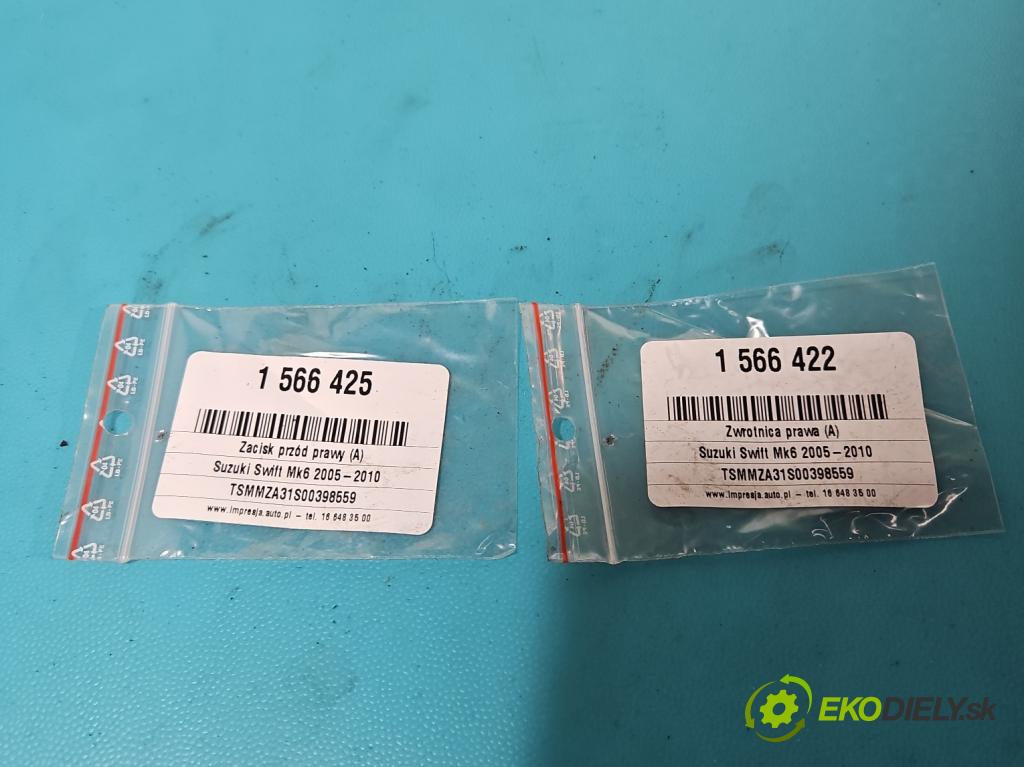 1 566 425
Zacisk przód prawy (A)
Suzuki Swift Mk6 2005-2010
TSMMZA31S00398559
www.impresja.auto.pl - tel. 16 648 35 00
1 566 422
Zwrotnica prawa (A)
Suzuki Swift Mk6 2005-2010
TSMMZA31S00398559
www.impresja.auto.pl - tel. 16 648 35 00
EKODIELY.sk